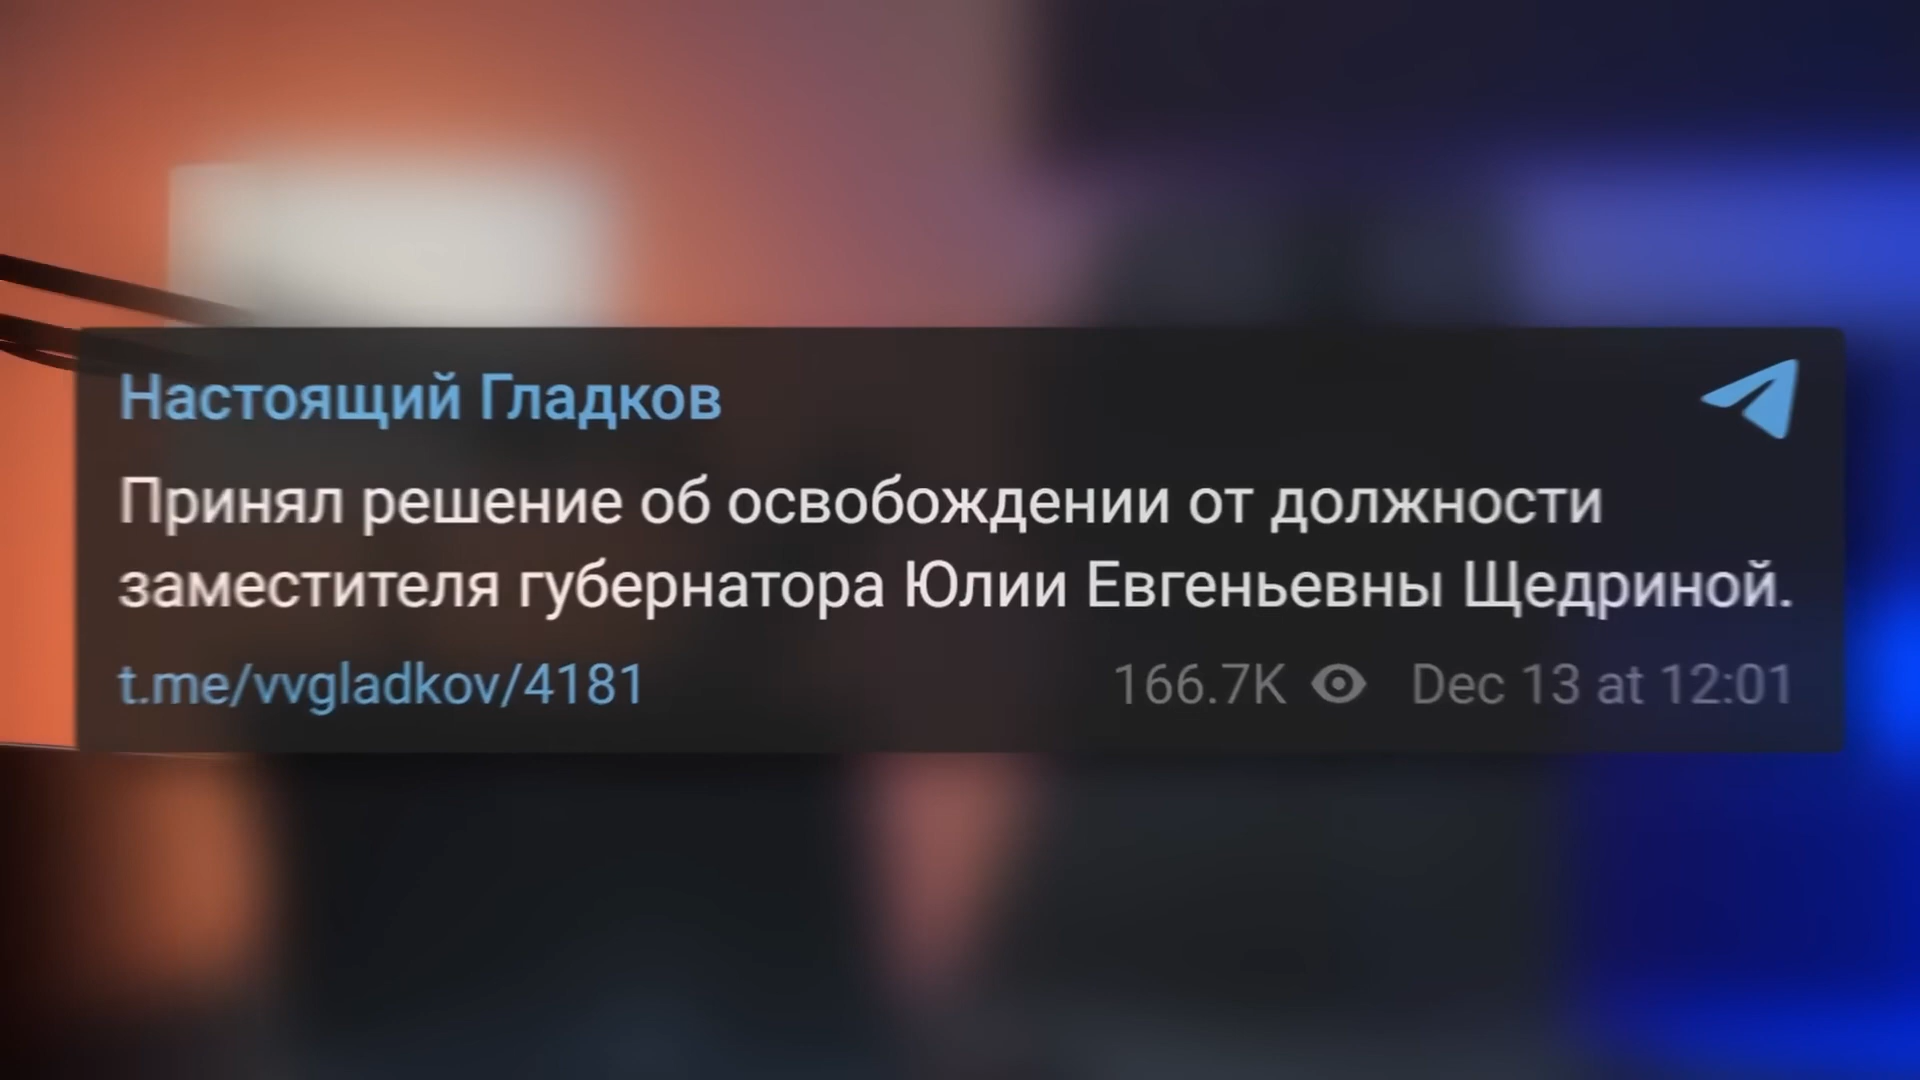 Настоящий Гладков
Принял решение об освобождении от должности
заместителя губернатора Юлии Евгеньевны Щедриной.
t.me/vvgladkov/4181
166.7K Dec 13 at 12:01